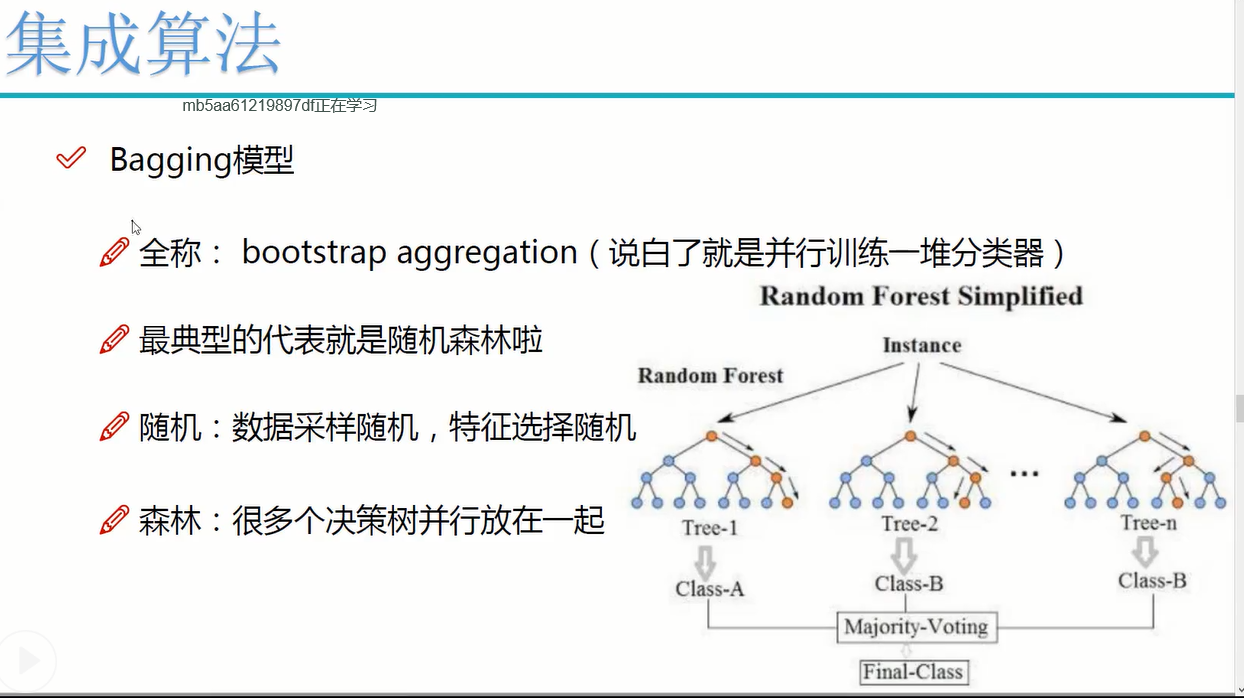 集成算法
mb5aa61219897df正在学习
Bagging模型
全称： bootstrap aggregation（说白了就是并行训练一堆分类器）
最典型的代表就是随机森林啦
随机：数据采样随机，特征选择随机
森林：很多个决策树并行放在一起
Random Forest Simplified
Instance
Random Forest
...
Tree-1 Tree-2 Tree-n
Class-A Class-B Class-B
Majority-Voting
Final-Class